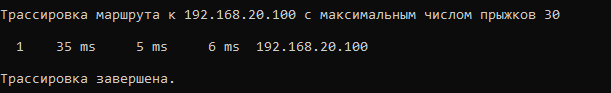 Трассировка маршрута к 192.168.20.100 с максимальным числом прыжков 30
1 35 ms 5 ms 6 ms 192.168.20.100
Трассировка завершена.